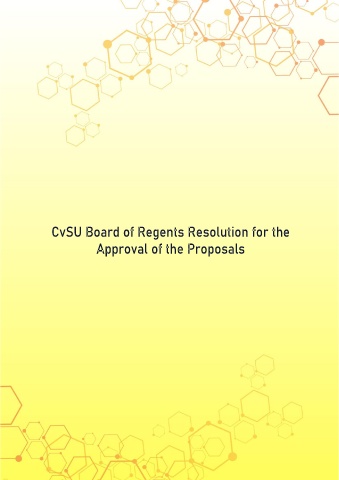 CvSU Board of Regents Resolution for the
Approval of the Proposals